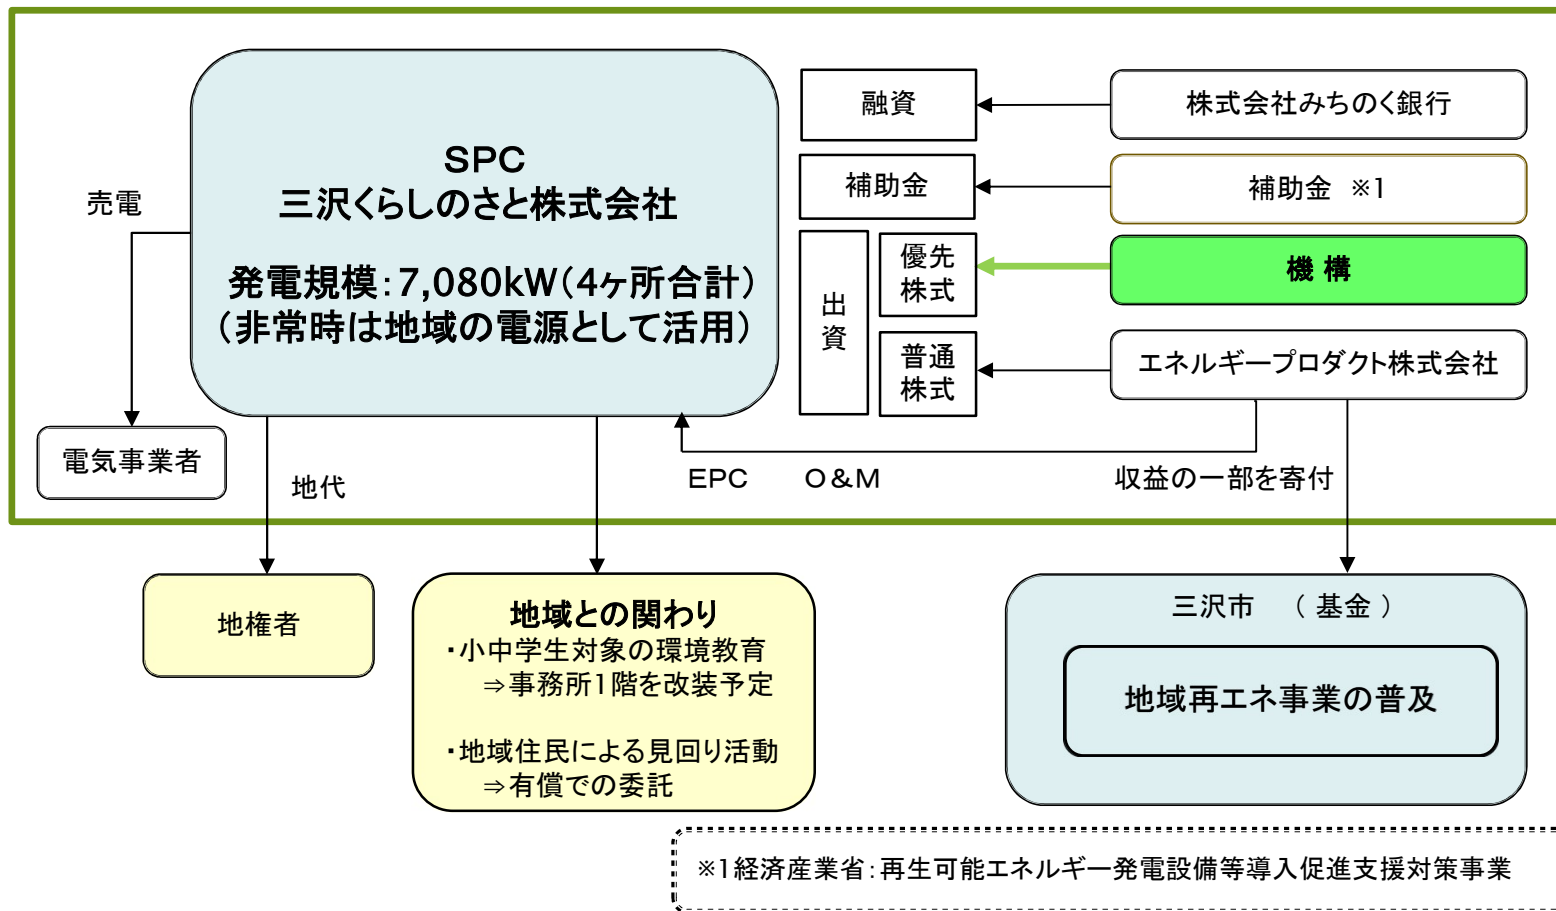 SPC
三沢くらしのさと株式会社
発電規模：7,080kW（4ヶ所合計）
（非常時は地域の電源として活用）
融資
株式会社みちのく銀行
補助金
補助金 ※1
出資
優先
株式
機 構
普通
株式
エネルギープロダクト株式会社
売電
電気事業者
地代
EPC O＆M
収益の一部を寄付
地権者
地域との関わり
・小中学生対象の環境教育
⇒事務所1階を改装予定
・地域住民による見回り活動
⇒有償での委託
三沢市 （ 基金 ）
地域再エネ事業の普及
※1経済産業省：再生可能エネルギー発電設備等導入促進支援対策事業